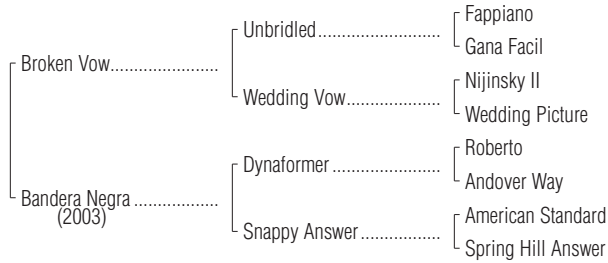 Fappiano
Unbridled
Gana Facil
Broken Vow
Nijinsky II
Wedding Vow
Wedding Picture
Roberto
Dynaformer
Andover Way
Bandera Negra
(2003)
American Standard
Snappy Answer
Spring Hill Answer